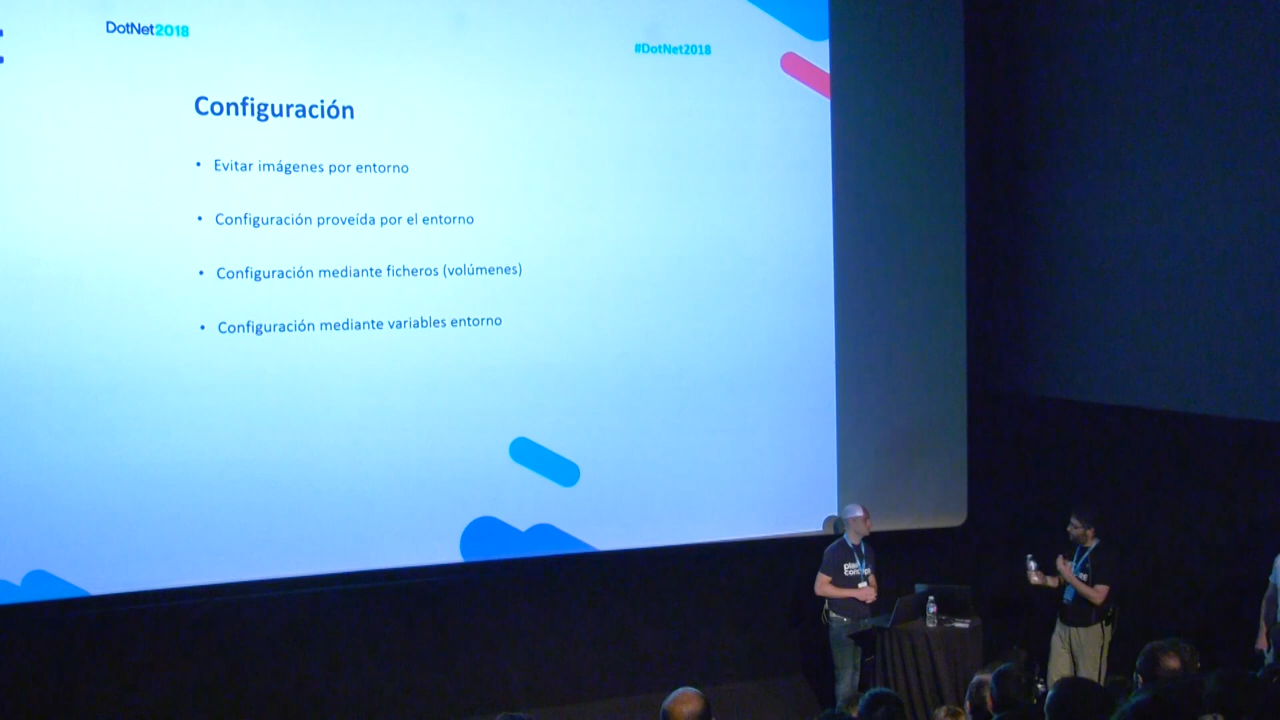 DotNet2018
#DotNet2018
Configuración
• Evitar imágenes por entorno
• Configuración proveída por el entorno
• Configuración mediante ficheros (volúmenes)
• Configuración mediante variables entorno